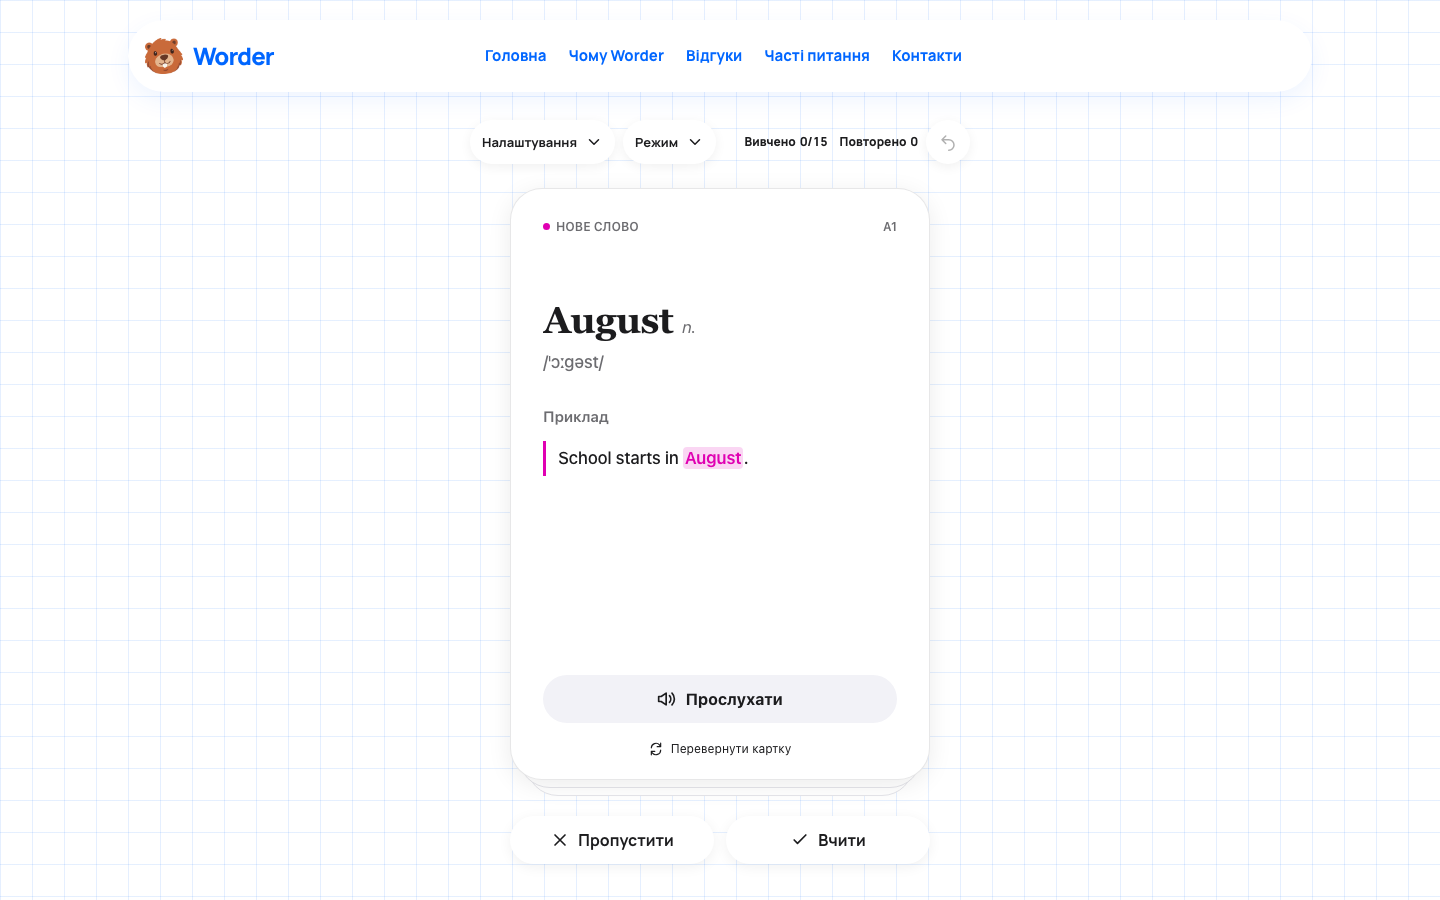 Worder
Головна Чому Worder Відгуки Часті питання Контакти
Налаштування Режим Вивчено 0/15 Повторено 0
НОВЕ СЛОВО A1
August n.
/ˈɔːɡəst/
Приклад
School starts in August.
Прослухати
Перевернути картку
Пропустити Вчити